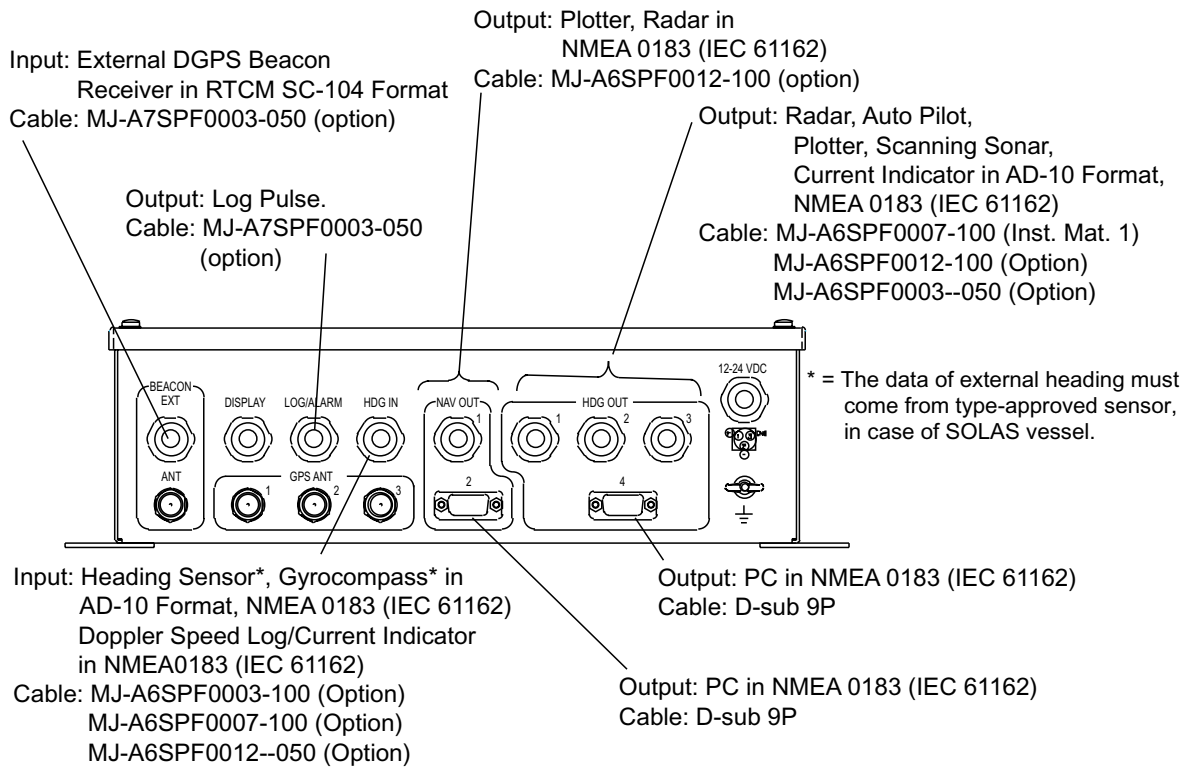 Output: Plotter, Radar in
NMEA 0183 (IEC 61162)
Cable: MJ-A6SPF0012-100 (option)
Input: External DGPS Beacon
Receiver in RTCM SC-104 Format
Cable: MJ-A7SPF0003-050 (option)
Output: Radar, Auto Pilot,
Plotter, Scanning Sonar,
Current Indicator in AD-10 Format,
NMEA 0183 (IEC 61162)
Cable: MJ-A6SPF0007-100 (Inst. Mat. 1)
MJ-A6SPF0012-100 (Option)
MJ-A6SPF0003--050 (Option)
Output: Log Pulse.
Cable: MJ-A7SPF0003-050
(option)
* = The data of external heading must
come from type-approved sensor,
in case of SOLAS vessel.
BEACON
EXT
DISPLAY
LOG/ALARM
HDG IN
NAV OUT
1
HDG OUT
1
2
3
12-24 VDC
ANT
GPS ANT
1
2
3
2
4
Input: Heading Sensor*, Gyrocompass* in
AD-10 Format, NMEA 0183 (IEC 61162)
Doppler Speed Log/Current Indicator
in NMEA0183 (IEC 61162)
Cable: MJ-A6SPF0003-100 (Option)
MJ-A6SPF0007-100 (Option)
MJ-A6SPF0012--050 (Option)
Output: PC in NMEA 0183 (IEC 61162)
Cable: D-sub 9P
Output: PC in NMEA 0183 (IEC 61162)
Cable: D-sub 9P